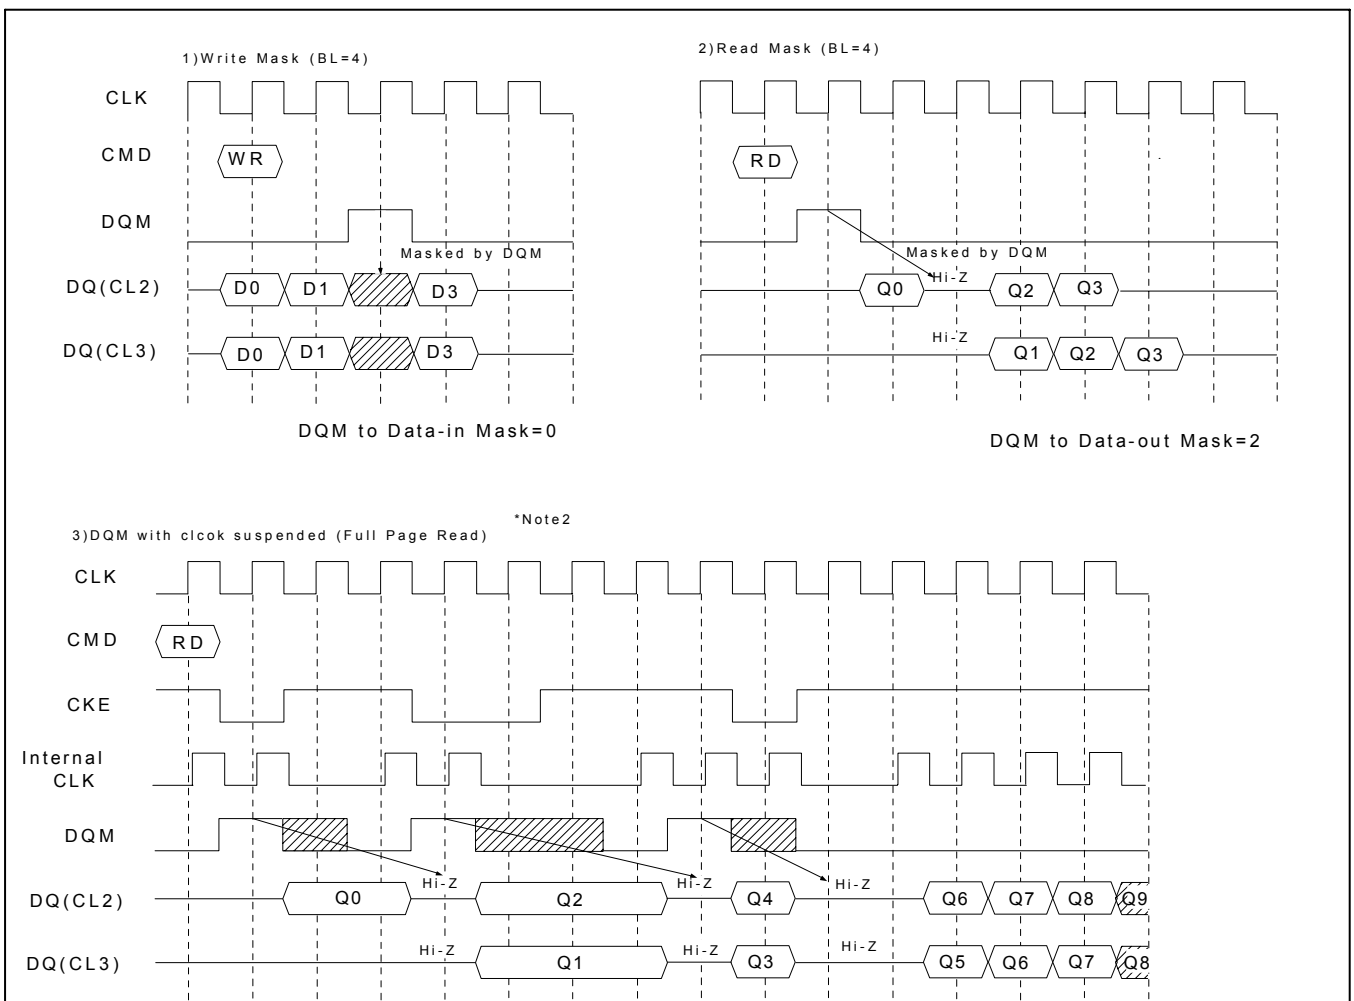 1)Write Mask (BL=4)
2)Read Mask (BL=4)
CLK
CMD
WR
RD
DQM
Masked by DQM
Masked by DQM
DQ(CL2)
D0
D1
D3
Q0
Hi-Z
Q2
Q3
DQ(CL3)
D0
D1
D3
Hi-Z
Q1
Q2
Q3
DQM to Data-in Mask=0
DQM to Data-out Mask=2
3)DQM with clcok suspended (Full Page Read)
*Note2
CLK
CMD
RD
CKE
Internal
CLK
DQM
DQ(CL2)
Q0
Hi-Z
Q2
Hi-Z
Q4
Hi-Z
Q6
Q7
Q8
Q9
DQ(CL3)
Hi-Z
Q1
Hi-Z
Q3
Hi-Z
Q5
Q6
Q7
Q8